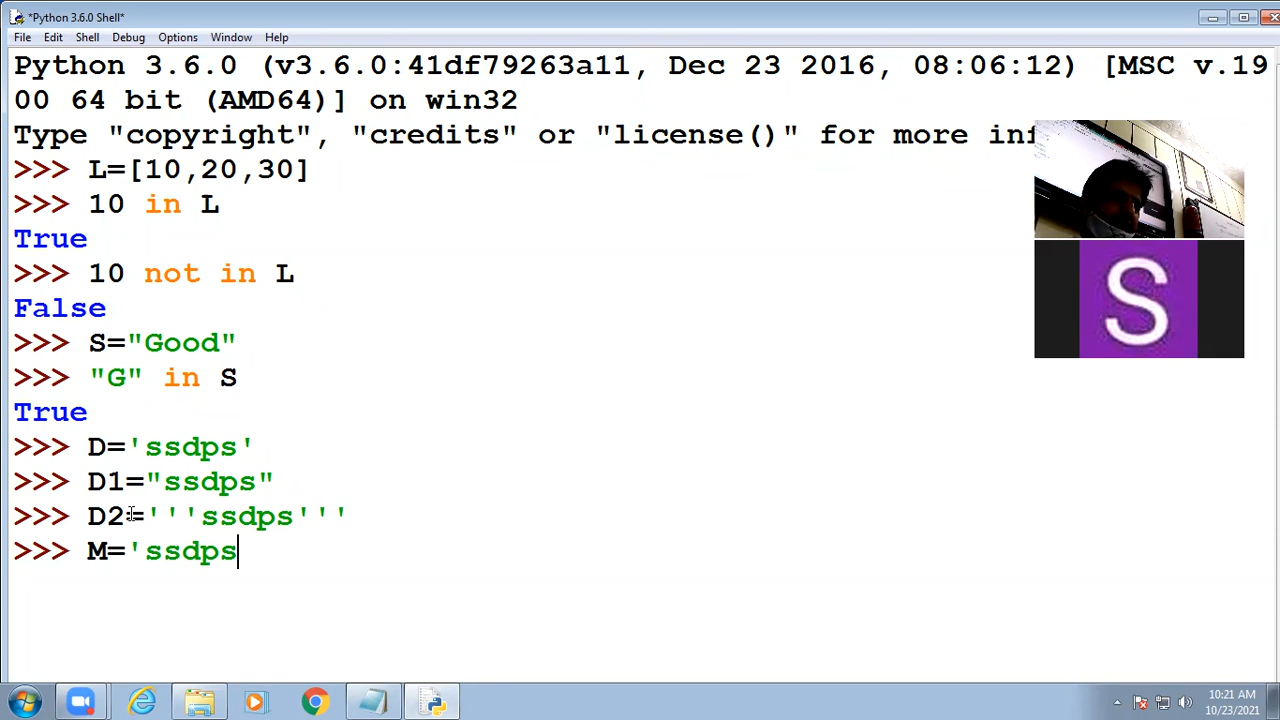 *Python 3.6.0 Shell*
File Edit Shell Debug Options Window Help
Python 3.6.0 (v3.6.0:41df79263a11, Dec 23 2016, 08:06:12) [MSC v.19
00 64 bit (AMD64)] on win32
Type "copyright", "credits" or "license()" for more inf
>>> L=[10,20,30]
>>> 10 in L
True
>>> 10 not in L
False
>>> S="Good"
>>> "G" in S
True
>>> D='ssdps'
>>> D1="ssdps"
>>> D2='''ssdps'''
>>> M='ssdps
S
10:21 AM
10/23/2021